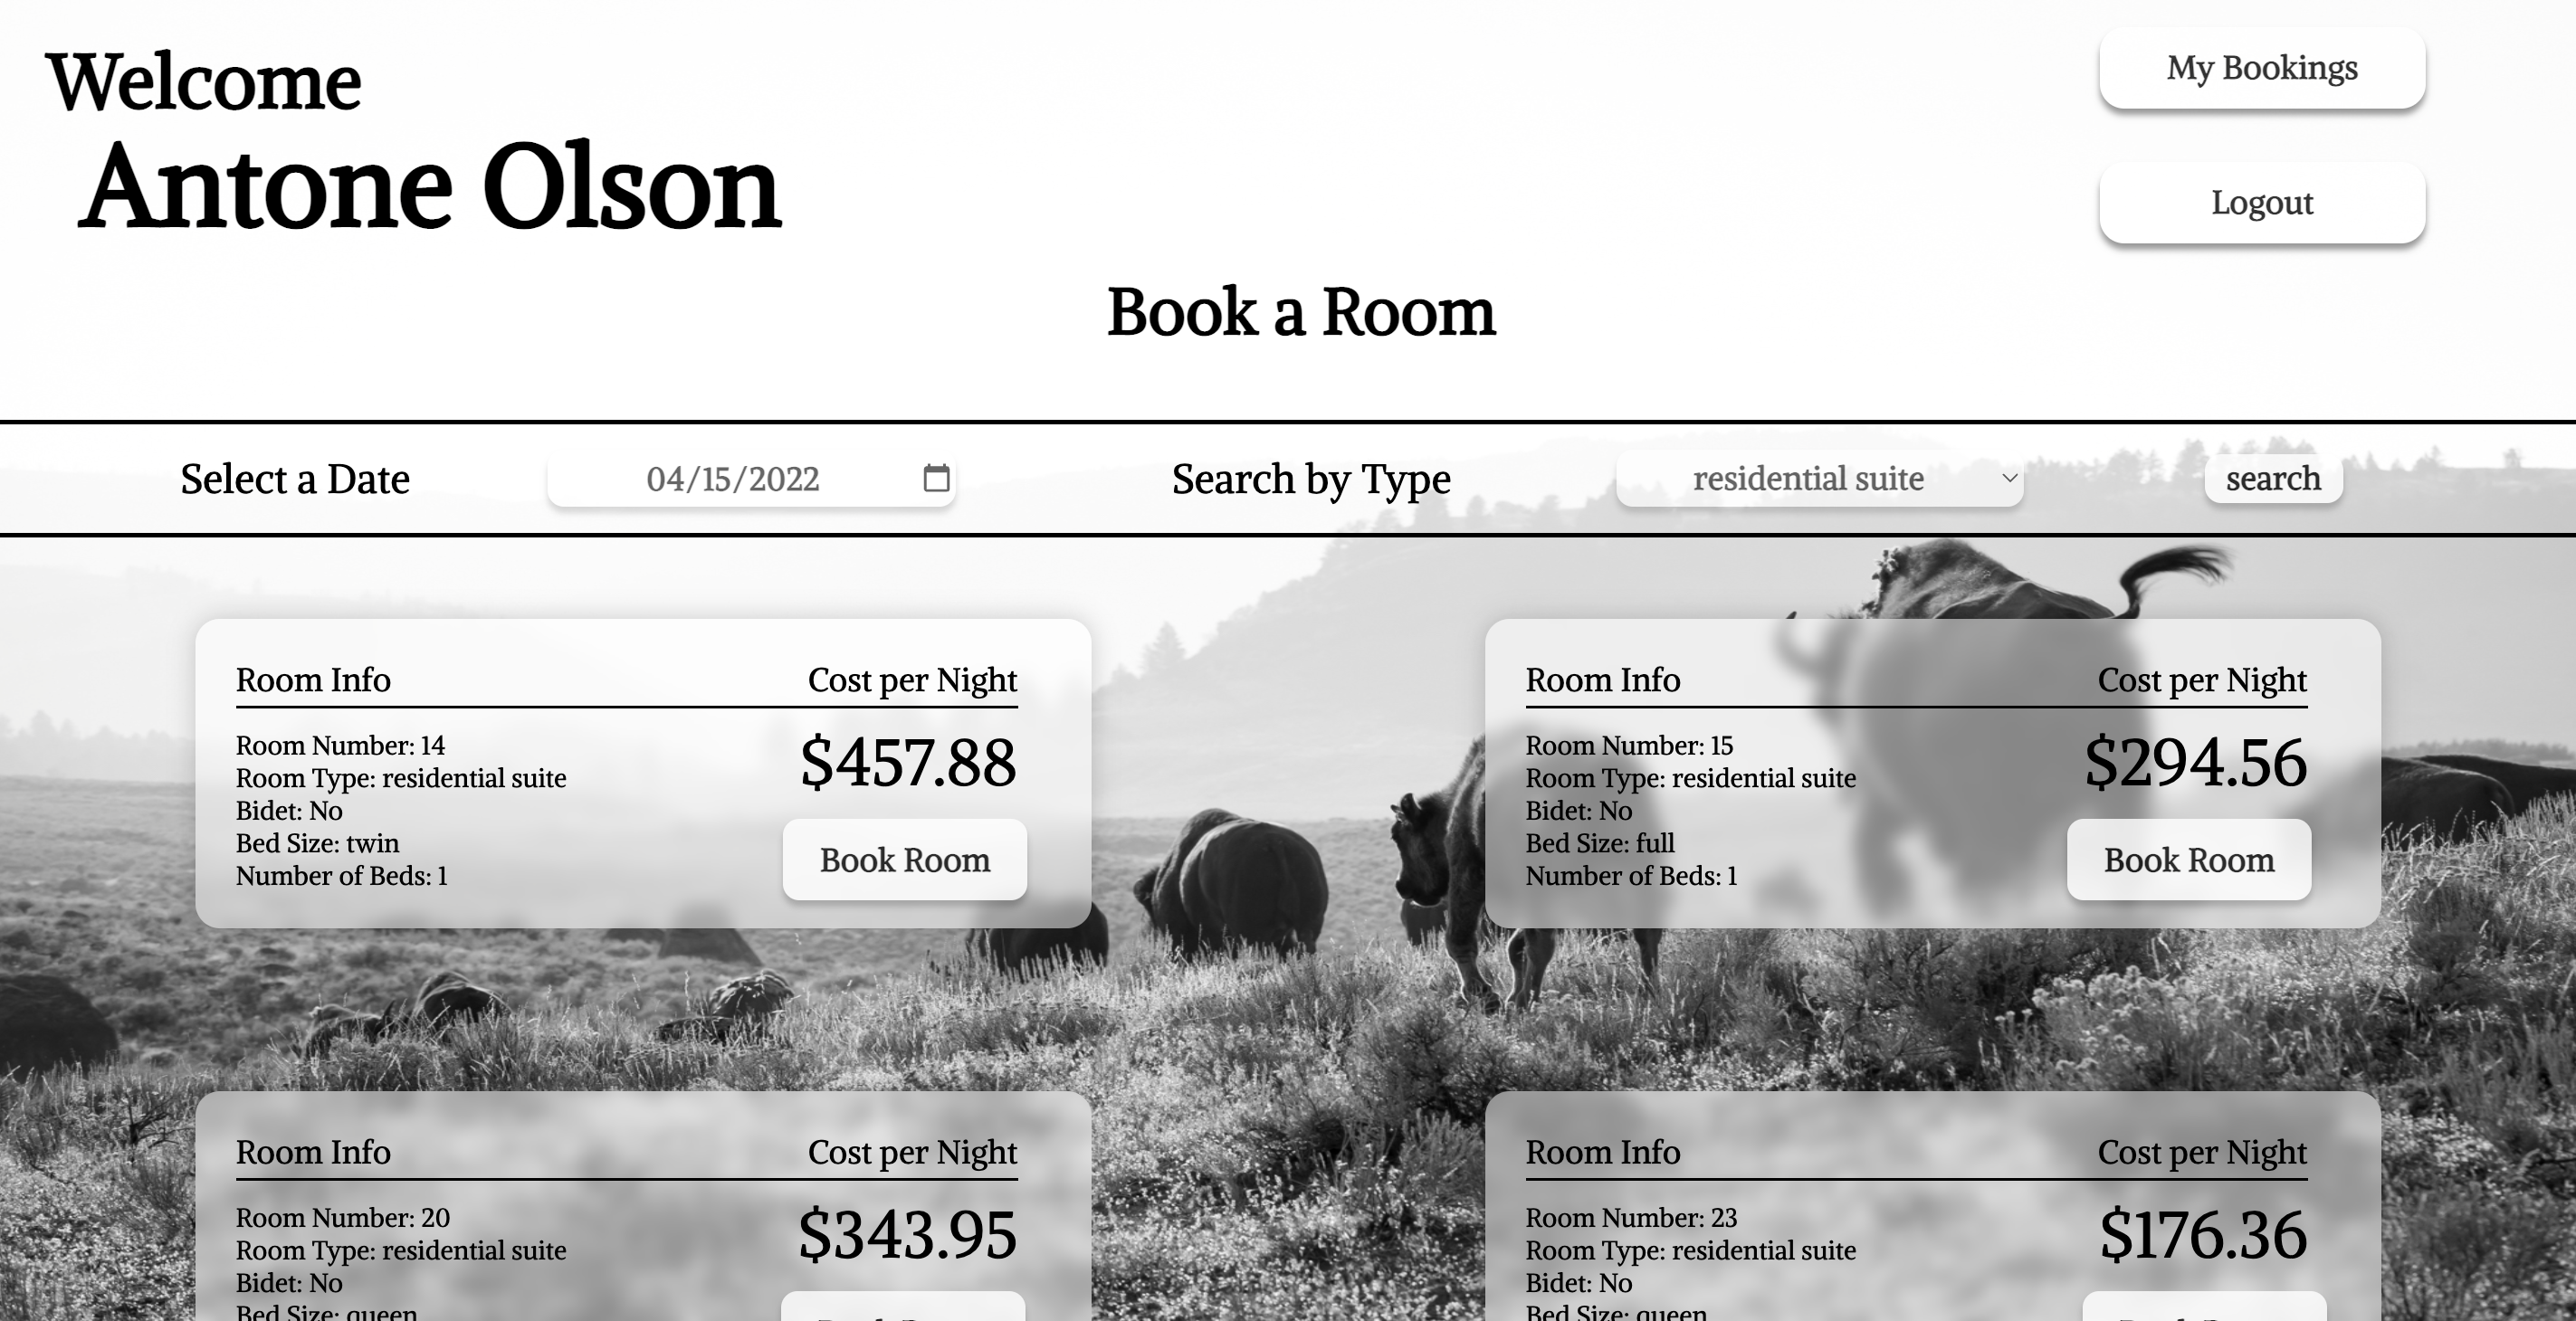 Welcome
Antone Olson
My Bookings
Logout
Book a Room
Select a Date
04/15/2022
Search by Type
residential suite
search
Room Info
Cost per Night
Room Number: 14
Room Type: residential suite
Bidet: No
Bed Size: twin
Number of Beds: 1
$457.88
Book Room
Room Info
Cost per Night
Room Number: 15
Room Type: residential suite
Bidet: No
Bed Size: full
Number of Beds: 1
$294.56
Book Room
Room Info
Cost per Night
Room Number: 20
Room Type: residential suite
Bidet: No
Bed Size: queen
$343.95
Room Info
Cost per Night
Room Number: 23
Room Type: residential suite
Bidet: No
Bed Size: queen
$176.36